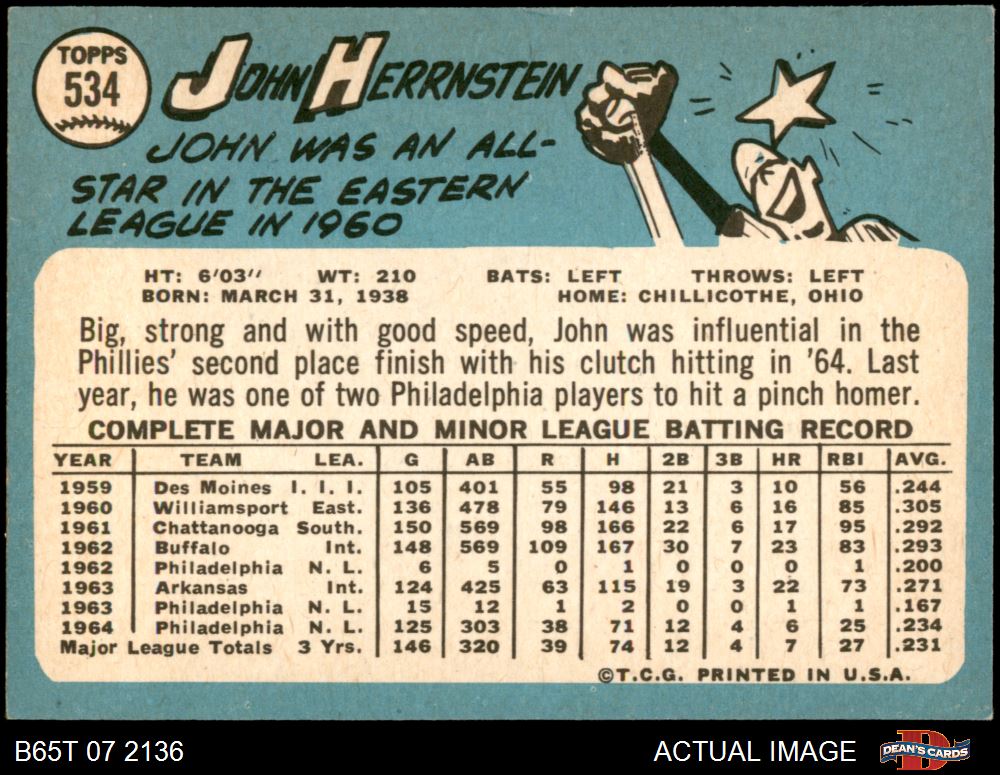 TOPPS
534
JOHN HERRNSTEIN
JOHN WAS AN ALL-
STAR IN THE EASTERN
LEAGUE IN 1960
HT: 6'03" WT: 210 BATS: LEFT THROWS: LEFT
BORN: MARCH 31, 1938 HOME: CHILLICOTHE, OHIO
Big, strong and with good speed, John was influential in the
Phillies' second place finish with his clutch hitting in '64. Last
year, he was one of two Philadelphia players to hit a pinch homer.
COMPLETE MAJOR AND MINOR LEAGUE BATTING RECORD
YEAR TEAM LEA. G AB R H 2B 3B HR RBI AVG.
1959 Des Moines I. I. I. 105 401 55 98 21 3 10 56 .244
1960 Williamsport East. 136 478 79 146 13 6 16 85 .305
1961 Chattanooga South. 150 569 98 166 22 6 17 95 .292
1962 Buffalo Int. 148 569 109 167 30 7 23 83 .293
1962 Philadelphia N. L. 6 5 0 1 0 0 0 1 .200
1963 Arkansas Int. 124 425 63 115 19 3 22 73 .271
1963 Philadelphia N. L. 15 12 1 2 0 0 1 1 .167
1964 Philadelphia N. L. 125 303 38 71 12 4 6 25 .234
Major League Totals 3 Yrs. 146 320 39 74 12 4 7 27 .231
©T.C.G. PRINTED IN U.S.A.
B65T 07 2136 ACTUAL IMAGE DEAN'S CARDS